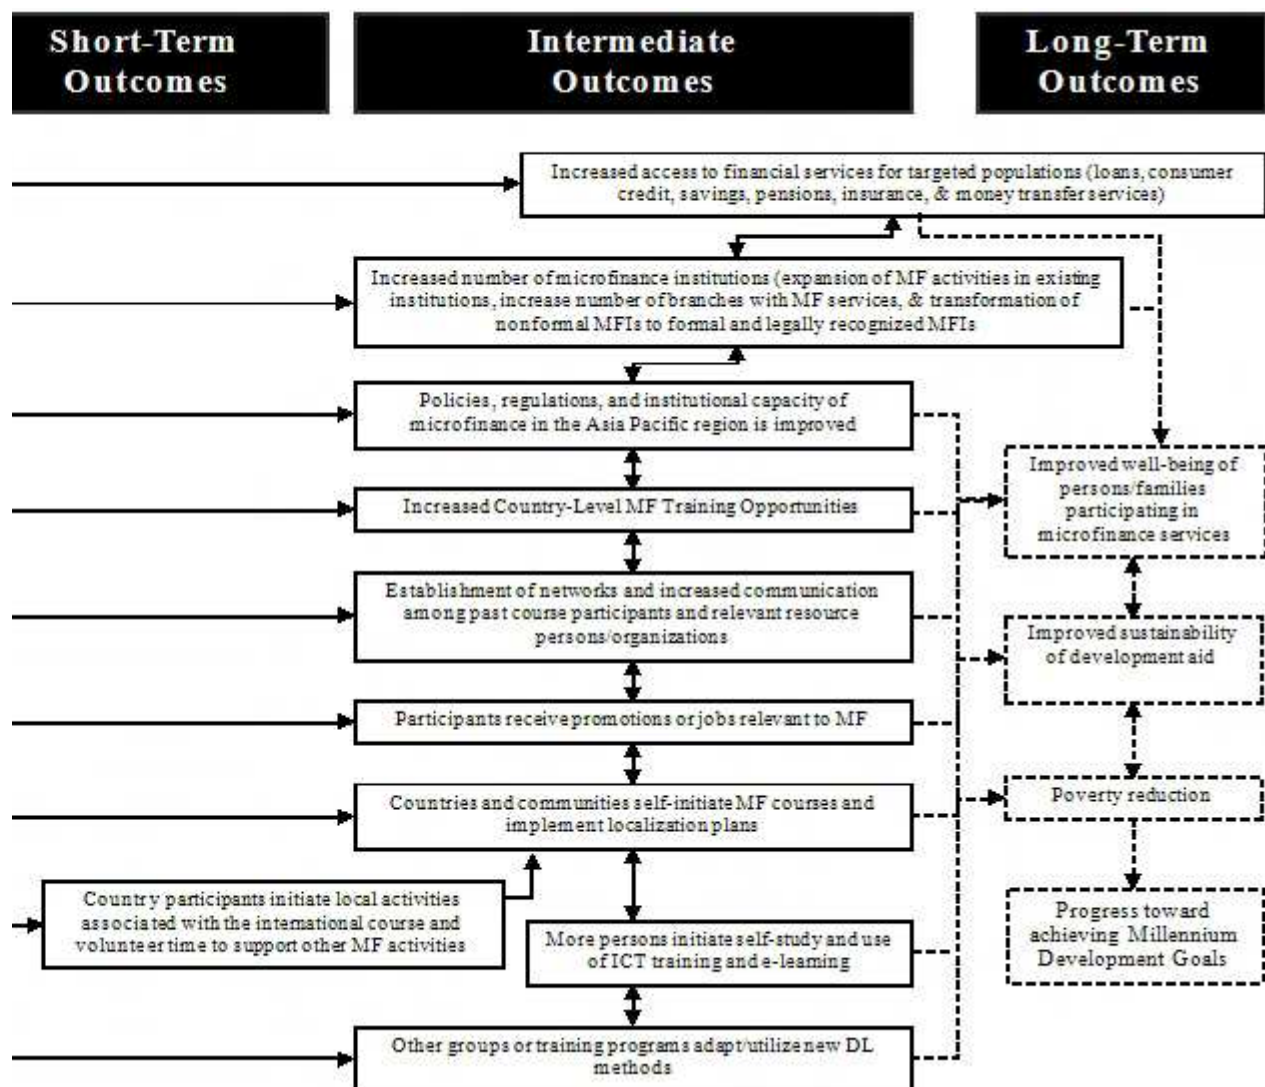 Short-Term
Outcomes
Intermediate
Outcomes
Long-Term
Outcomes
Increased access to financial services for targeted populations (loans, consumer
credit, savings, pensions, insurance, & money transfer services)
Increased number of microfinance institutions (expansion of MF activities in existing
institutions, increase number of branches with MF services, & transformation of
nonformal MFIs to formal and legally recognized MFIs
Policies, regulations, and institutional capacity of
microfinance in the Asia Pacific region is improved
Increased Country-Level MF Training Opportunities
Establishment of networks and increased communication
among past course participants and relevant resource
persons/organizations
Participants receive promotions or jobs relevant to MF
Countries and communities self-initiate MF courses and
implement localization plans
Country participants initiate local activities
associated with the international course and
volunteer time to support other MF activities
More persons initiate self-study and use
of ICT training and e-learning
Other groups or training programs adapt/utilize new DL
methods
Improved well-being of
persons/families
participating in
microfinance services
Improved sustainability
of development aid
Poverty reduction
Progress toward
achieving Millennium
Development Goals